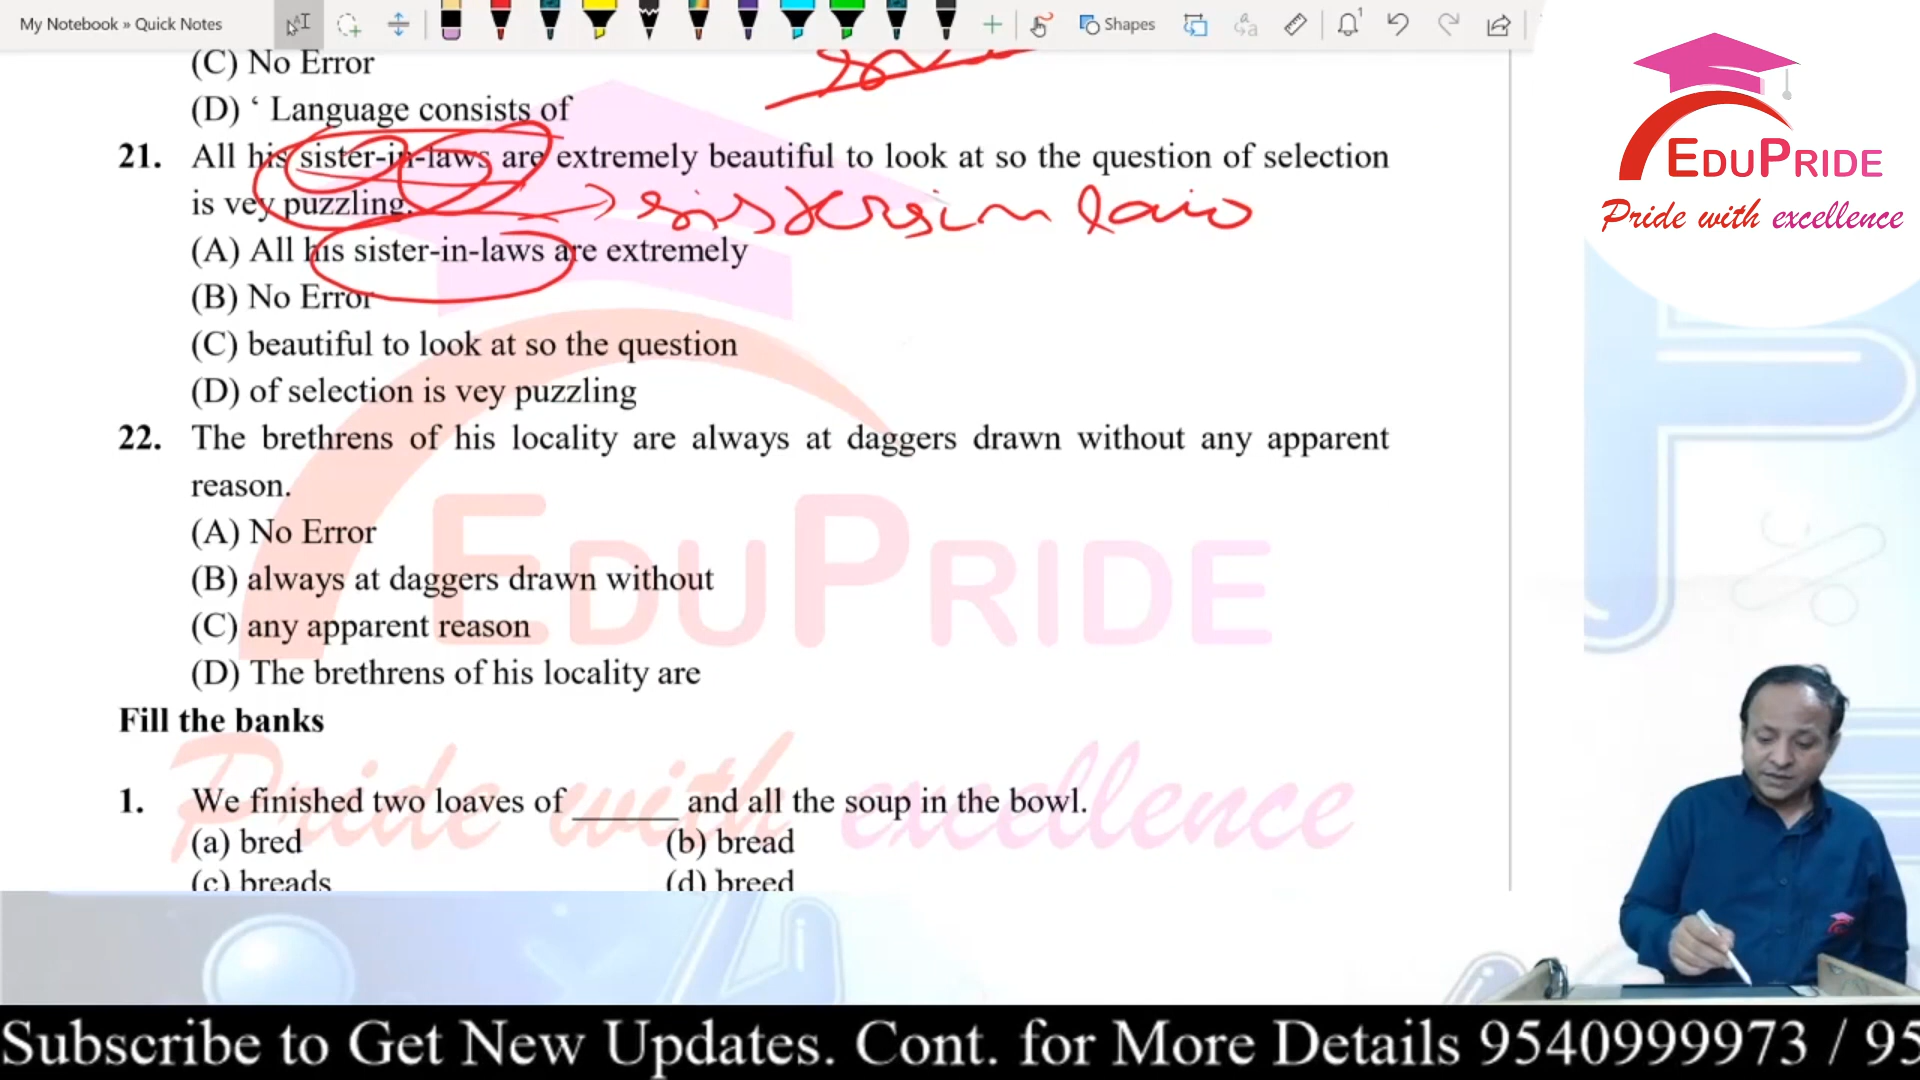 My Notebook » Quick Notes
Shapes
(C) No Error
(D) ‘ Language consists of
21. All his sister-in-laws are extremely beautiful to look at so the question of selection
is vey puzzling.
sisters in law
(A) All his sister-in-laws are extremely
(B) No Error
(C) beautiful to look at so the question
(D) of selection is vey puzzling
22. The brethrens of his locality are always at daggers drawn without any apparent
reason.
(A) No Error
(B) always at daggers drawn without
(C) any apparent reason
(D) The brethrens of his locality are
Fill the banks
1. We finished two loaves of ______ and all the soup in the bowl.
(a) bred (b) bread
(c) breads (d) breed
EDUPRIDE
Pride with excellence
EDUPRIDE
Pride with excellence
Subscribe to Get New Updates. Cont. for More Details 9540999973 / 95